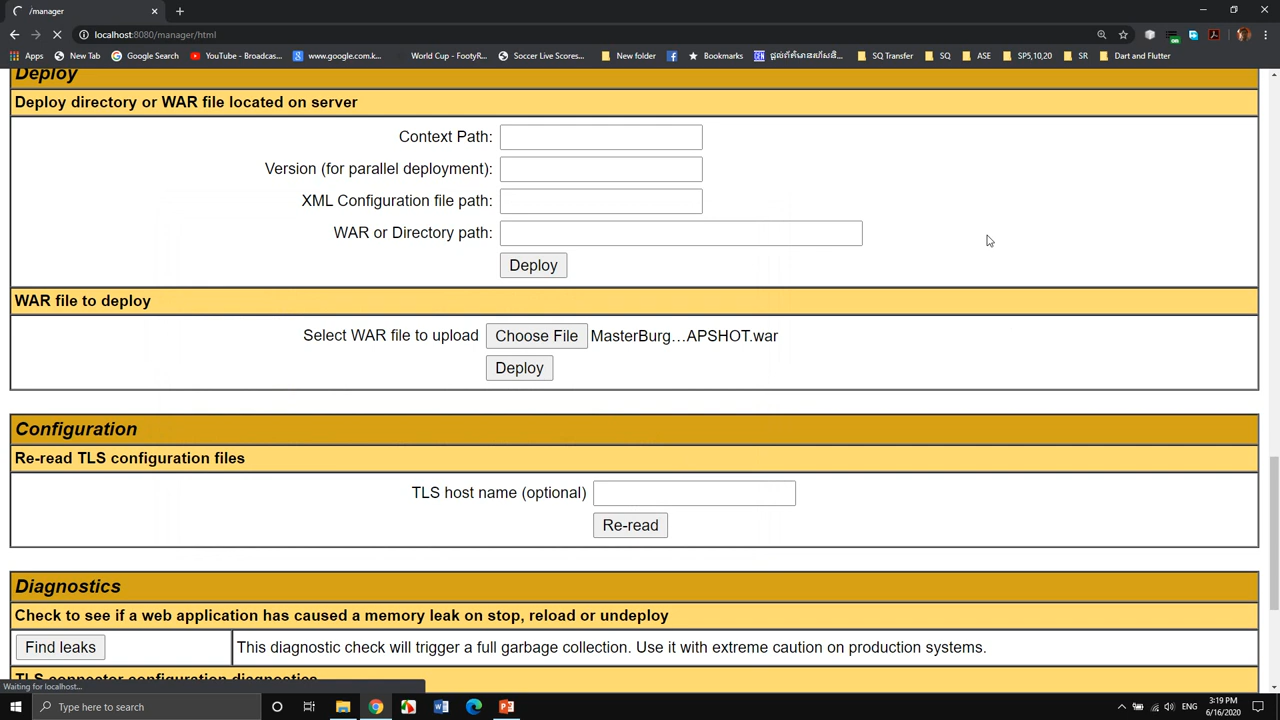 /manager
localhost:8080/manager/html
Apps
New Tab
Google Search
YouTube - Broadcas...
www.google.com.k...
World Cup - FootyR...
Soccer Live Scores...
New folder
Bookmarks
SQ Transfer
SQ
ASE
SP5,10,20
SR
Dart and Flutter
Deploy
Deploy directory or WAR file located on server
Context Path:
Version (for parallel deployment):
XML Configuration file path:
WAR or Directory path:
Deploy
WAR file to deploy
Select WAR file to upload Choose File MasterBurg…APSHOT.war
Deploy
Configuration
Re-read TLS configuration files
TLS host name (optional)
Re-read
Diagnostics
Check to see if a web application has caused a memory leak on stop, reload or undeploy
Find leaks This diagnostic check will trigger a full garbage collection. Use it with extreme caution on production systems.
TLS connector configuration diagnostics
Waiting for localhost...
Type here to search
ENG
3:19 PM
6/16/2020